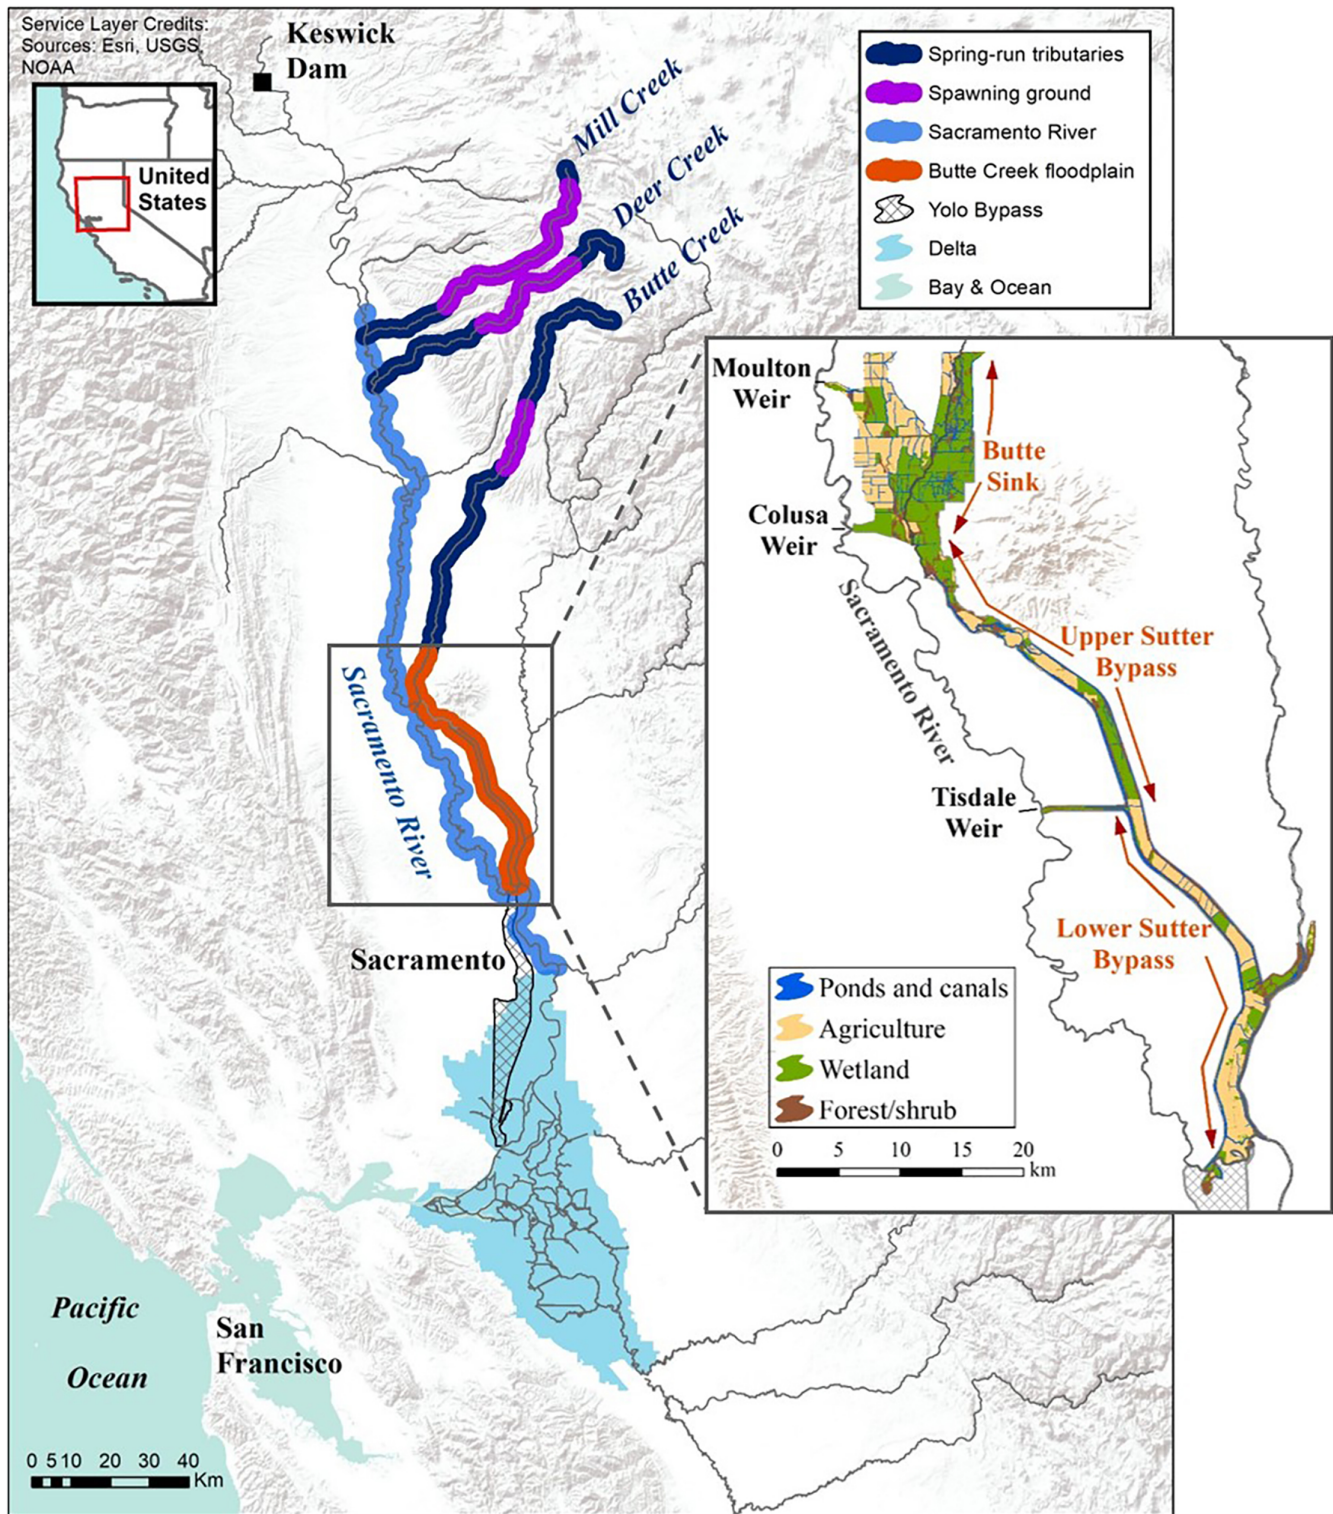 Service Layer Credits:
Sources: Esri, USGS,
NOAA
Keswick
Dam
United
States
Mill Creek
Deer Creek
Butte Creek
Spring-run tributaries
Spawning ground
Sacramento River
Butte Creek floodplain
Yolo Bypass
Delta
Bay & Ocean
Moulton
Weir
Butte
Sink
Colusa
Weir
Sacramento River
Upper Sutter
Bypass
Tisdale
Weir
Lower Sutter
Bypass
Ponds and canals
Agriculture
Wetland
Forest/shrub
0 5 10 15 20
km
Sacramento River
Sacramento
Pacific
Ocean
San
Francisco
0 5 10 20 30 40
Km